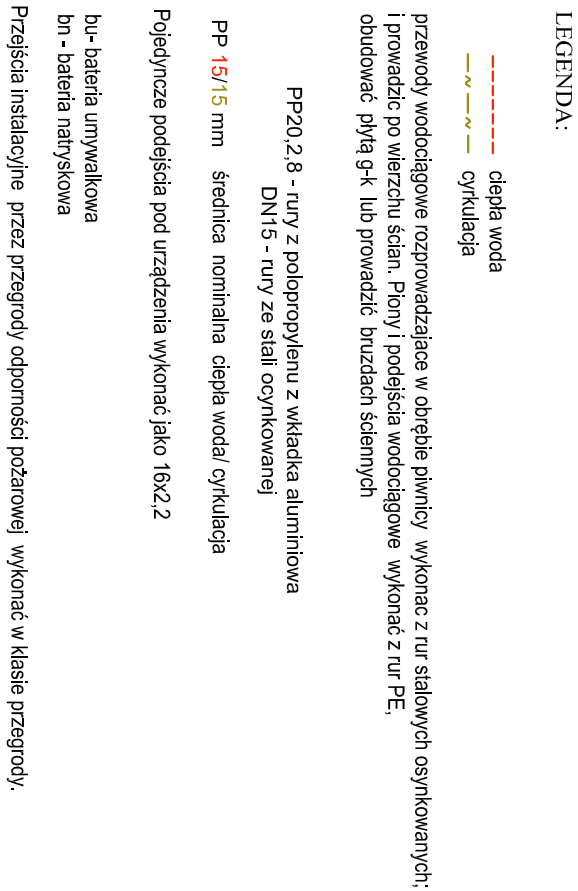 LEGENDA:
ciepła woda
cyrkulacja
przewody wodociągowe rozprowadzajace w obrębie piwnicy wykonac z rur stalowych osynkowanych;
i prowadzic po wierzchu ścian. Piony i podejścia wodociągowe wykonać z rur PE,
obudować płytą g-k lub prowadzić bruzdach ściennych
PP20,2,8 - rury z polopropylenu z wkładka aluminiowa
DN15 - rury ze stali ocynkowanej
PP 15/15 mm średnica nominalna ciepła woda/ cyrkulacja
Pojedyncze podejścia pod urządzenia wykonać jako 16x2,2
bu- bateria umywalkowa
bn - bateria natryskowa
Przejścia instalacyjne przez przegrody odporności pożarowej wykonać w klasie przegrody.